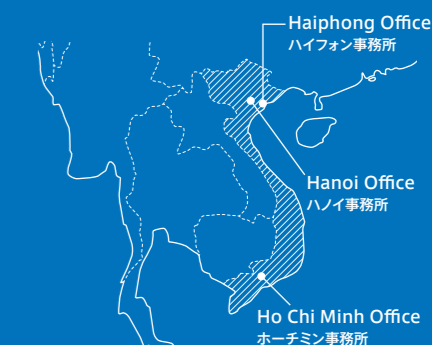 Haiphong Office
ハイフォン事務所
Hanoi Office
ハノイ事務所
Ho Chi Minh Office
ホーチミン事務所